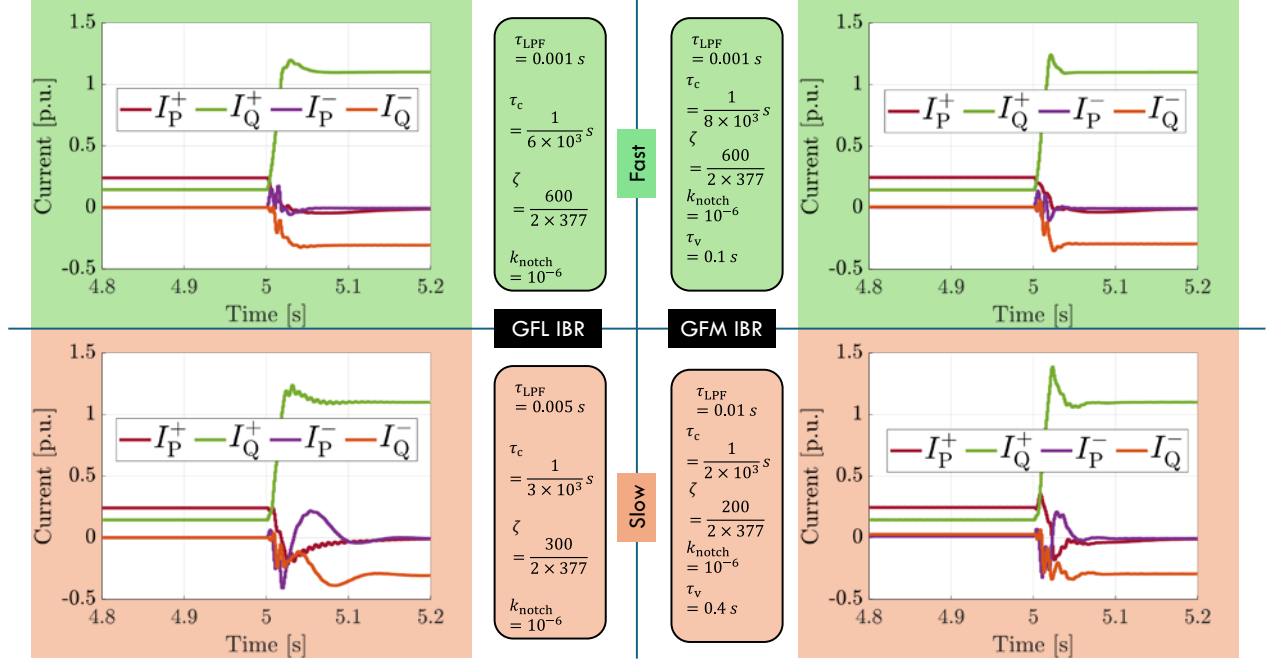 1.5
1
0.5
0
-0.5
4.8 4.9 5 5.1 5.2
Time [s]
Current [p.u.]
I_P^+ I_Q^+ I_P^- I_Q^-
τ_LPF
= 0.001 s
τ_c
= 1/(6 × 10^3) s
ζ
= 600/(2 × 377)
k_notch
= 10^−6
Fast
τ_LPF
= 0.001 s
τ_c
= 1/(8 × 10^3) s
ζ
= 600/(2 × 377)
k_notch
= 10^−6
τ_v
= 0.1 s
1.5
1
0.5
0
-0.5
4.8 4.9 5 5.1 5.2
Time [s]
Current [p.u.]
I_P^+ I_Q^+ I_P^- I_Q^-
GFL IBR
GFM IBR
1.5
1
0.5
0
-0.5
4.8 4.9 5 5.1 5.2
Time [s]
Current [p.u.]
I_P^+ I_Q^+ I_P^- I_Q^-
τ_LPF
= 0.005 s
τ_c
= 1/(3 × 10^3) s
ζ
= 300/(2 × 377)
k_notch
= 10^−6
Slow
τ_LPF
= 0.01 s
τ_c
= 1/(2 × 10^3) s
ζ
= 200/(2 × 377)
k_notch
= 10^−6
τ_v
= 0.4 s
1.5
1
0.5
0
-0.5
4.8 4.9 5 5.1 5.2
Time [s]
Current [p.u.]
I_P^+ I_Q^+ I_P^- I_Q^-